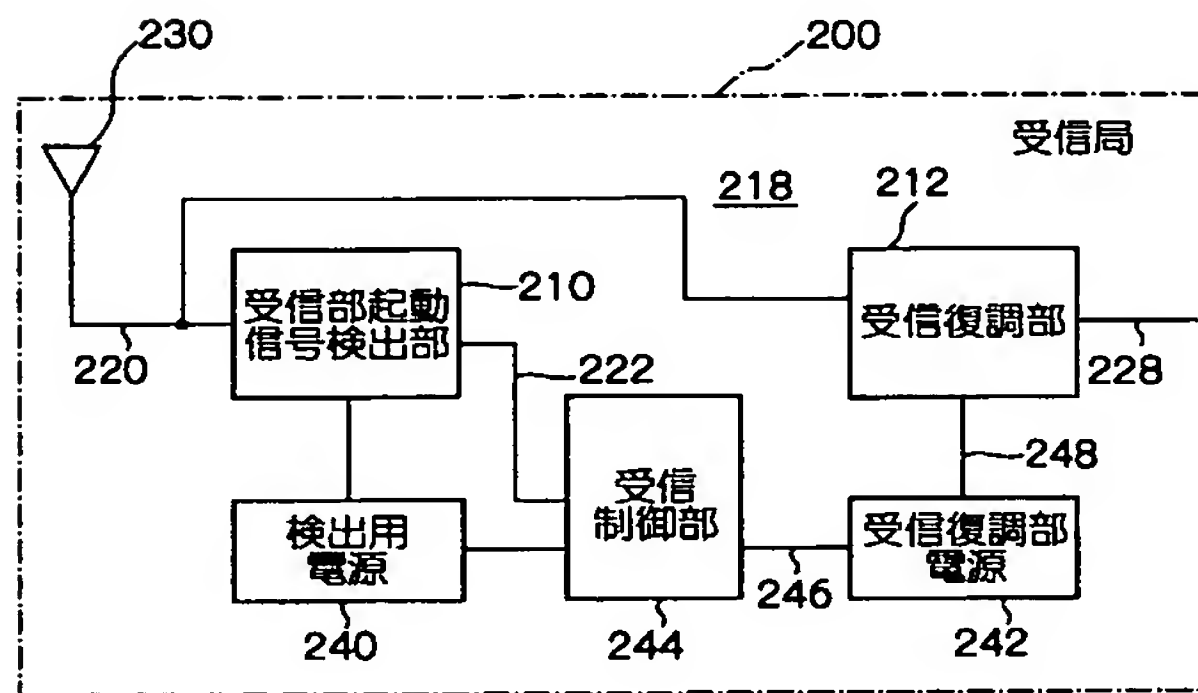 230
200
受信局
218
212
受信部起動
信号検出部
210
受信復調部
220
222
228
248
受信
制御部
検出用
電源
受信復調部
電源
246
240
244
242